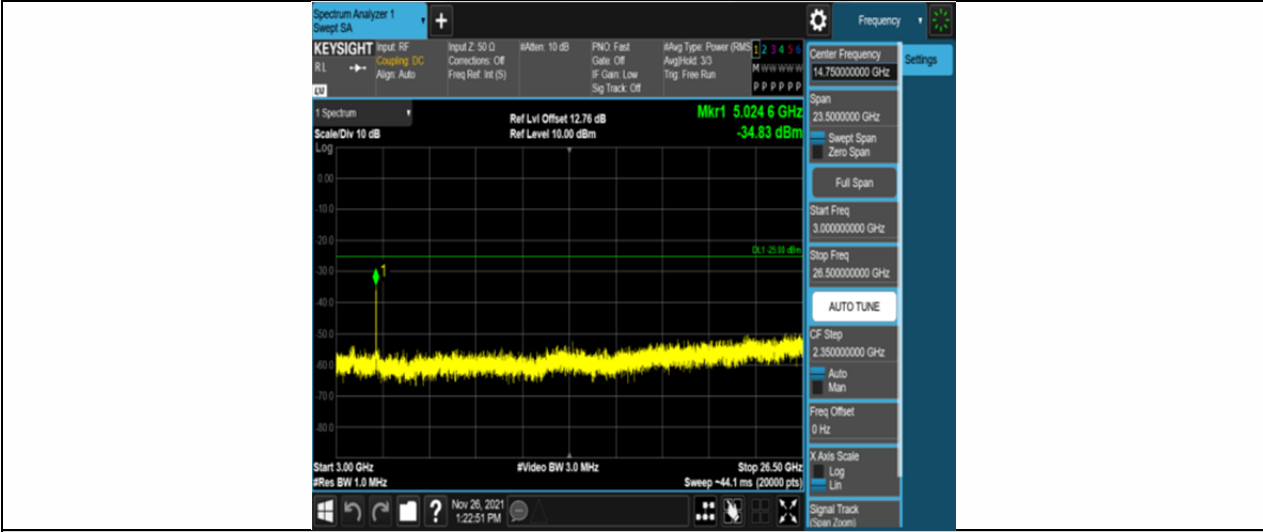 Spectrum Analyzer 1
Swept SA
+
Frequency
KEYSIGHT
RL
LV
Input: RF
Coupling: DC
Align: Auto
Input Z: 50 Ω
Corrections: Off
Freq Ref: Int (S)
#Atten: 10 dB
PNO: Fast
Gate: Off
IF Gain: Low
Sig Track: Off
#Avg Type: Power (RMS
Avg|Hold: 3/3
Trig: Free Run
1 2 3 4 5 6
M W W W W W
P P P P P P
Center Frequency
14.750000000 GHz
Settings
1 Spectrum
Scale/Div 10 dB
Log
Ref Lvl Offset 12.76 dB
Ref Level 10.00 dBm
Mkr1 5.024 6 GHz
-34.83 dBm
Span
23.5000000 GHz
Swept Span
Zero Span
Full Span
Start Freq
3.000000000 GHz
Stop Freq
26.500000000 GHz
AUTO TUNE
CF Step
2.350000000 GHz
Auto
Man
Freq Offset
0 Hz
X Axis Scale
Log
Lin
Signal Track
(Span Zoom)
0.00
-10.0
-20.0
DL1 -25.00 dBm
-30.0
1
-40.0
-50.0
-60.0
-70.0
-80.0
Start 3.00 GHz
#Video BW 3.0 MHz
Stop 26.50 GHz
#Res BW 1.0 MHz
Sweep ~44.1 ms (20000 pts)
?
Nov 26, 2021
1:22:51 PM